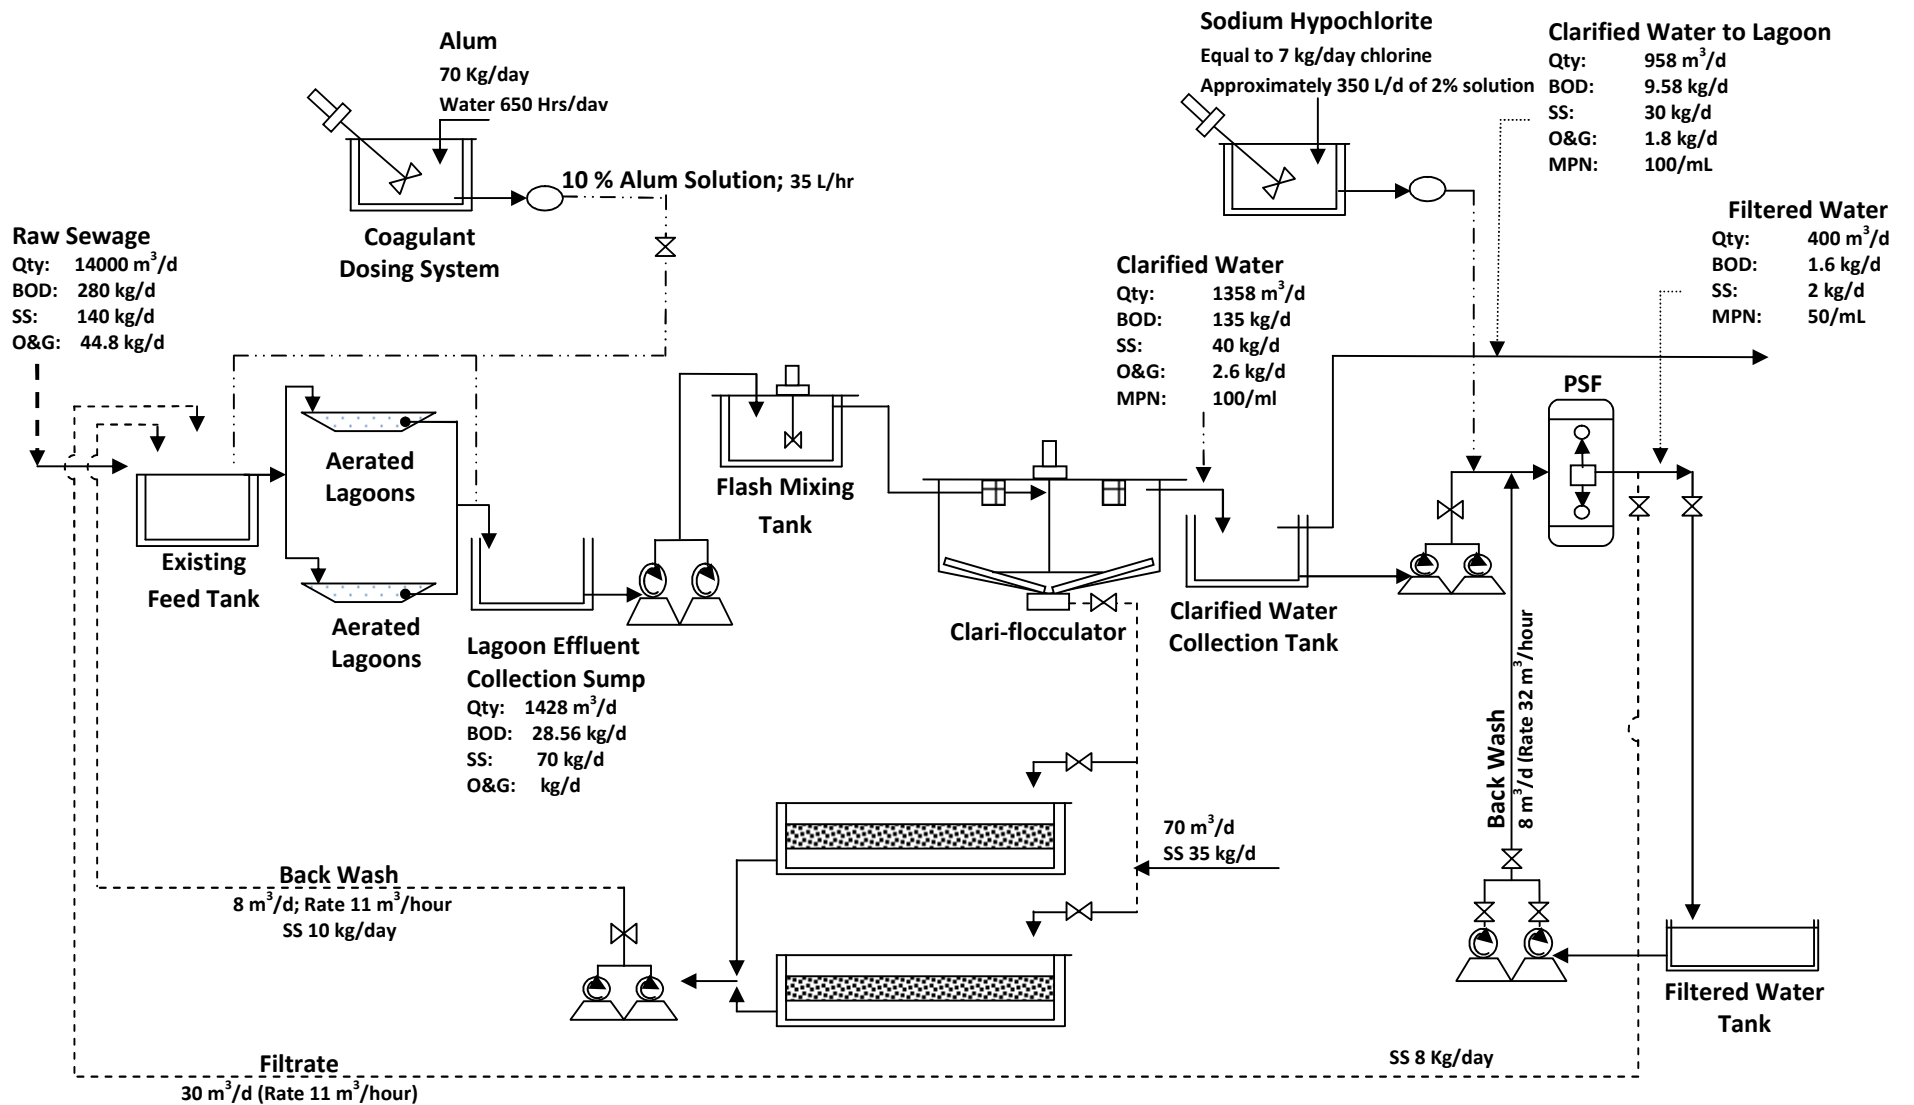 Alum
70 Kg/day
Water 650 Hrs/dav
10 % Alum Solution; 35 L/hr
Coagulant
Dosing System
Sodium Hypochlorite
Equal to 7 kg/day chlorine
Approximately 350 L/d of 2% solution
Clarified Water to Lagoon
Qty: 958 m³/d
BOD: 9.58 kg/d
SS: 30 kg/d
O&G: 1.8 kg/d
MPN: 100/mL
Filtered Water
Qty: 400 m³/d
BOD: 1.6 kg/d
SS: 2 kg/d
MPN: 50/mL
Raw Sewage
Qty: 14000 m³/d
BOD: 280 kg/d
SS: 140 kg/d
O&G: 44.8 kg/d
Clarified Water
Qty: 1358 m³/d
BOD: 135 kg/d
SS: 40 kg/d
O&G: 2.6 kg/d
MPN: 100/ml
PSF
Aerated
Lagoons
Flash Mixing
Tank
Existing
Feed Tank
Aerated
Lagoons
Lagoon Effluent
Collection Sump
Qty: 1428 m³/d
BOD: 28.56 kg/d
SS: 70 kg/d
O&G: kg/d
Clari-flocculator
Clarified Water
Collection Tank
Back Wash
8 m³/d (Rate 32 m³/hour
70 m³/d
SS 35 kg/d
Back Wash
8 m³/d; Rate 11 m³/hour
SS 10 kg/day
Filtered Water
Tank
Filtrate
30 m³/d (Rate 11 m³/hour)
SS 8 Kg/day